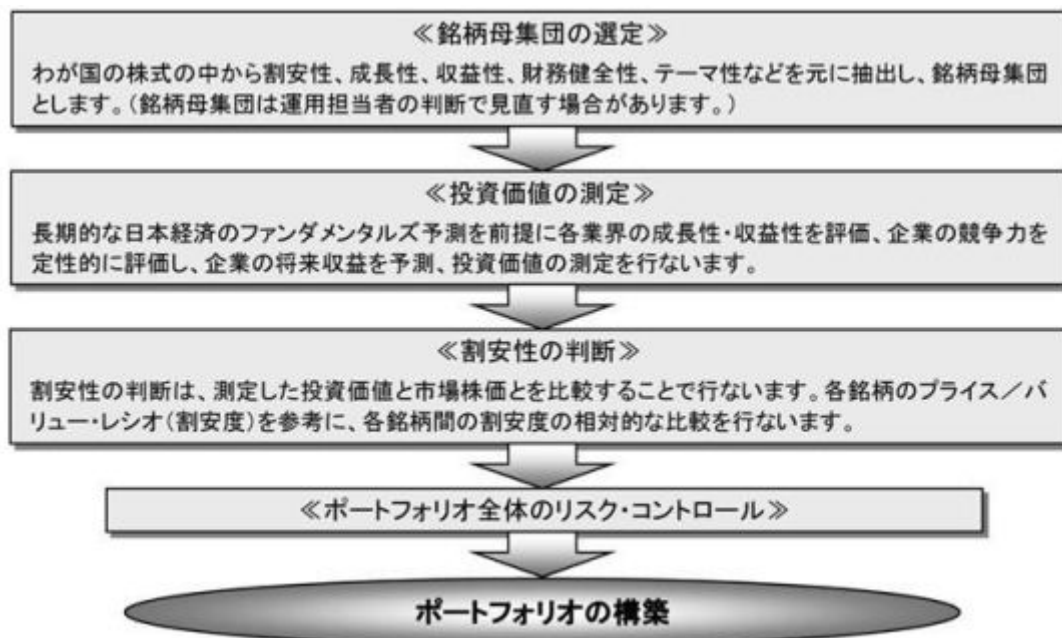 ≪銘柄母集団の選定≫
わが国の株式の中から割安性、成長性、収益性、財務健全性、テーマ性などを元に抽出し、銘柄母集団
とします。（銘柄母集団は運用担当者の判断で見直す場合があります。）
≪投資価値の測定≫
長期的な日本経済のファンダメンタルズ予測を前提に各業界の成長性・収益性を評価、企業の競争力を
定性的に評価し、企業の将来収益を予測、投資価値の測定を行ないます。
≪割安性の判断≫
割安性の判断は、測定した投資価値と市場株価とを比較することで行ないます。各銘柄のプライス／バ
リュー・レシオ（割安度）を参考に、各銘柄間の割安度の相対的な比較を行ないます。
≪ポートフォリオ全体のリスク・コントロール≫
ポートフォリオの構築